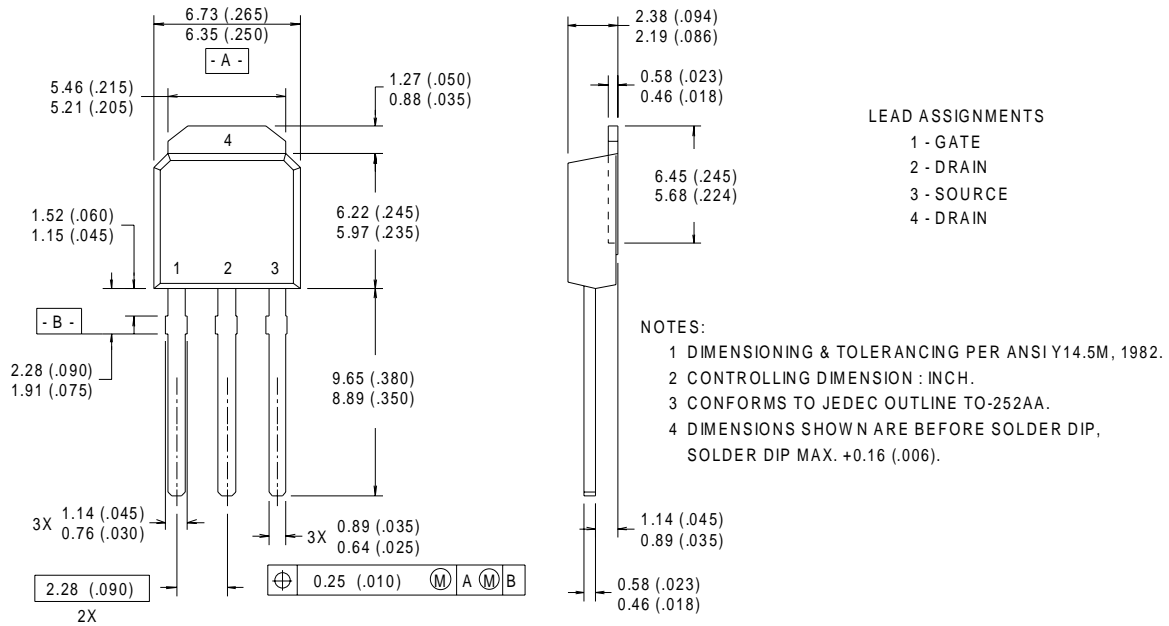 6.73 (.265)
6.35 (.250)
- A -
5.46 (.215)
5.21 (.205)
1.27 (.050)
0.88 (.035)
4
1.52 (.060)
1.15 (.045)
6.22 (.245)
5.97 (.235)
1 2 3
- B -
2.28 (.090)
1.91 (.075)
9.65 (.380)
8.89 (.350)
3X 1.14 (.045)
0.76 (.030)
3X 0.89 (.035)
0.64 (.025)
2.28 (.090)
2X
0.25 (.010) M A M B
2.38 (.094)
2.19 (.086)
0.58 (.023)
0.46 (.018)
6.45 (.245)
5.68 (.224)
1.14 (.045)
0.89 (.035)
0.58 (.023)
0.46 (.018)
LEAD ASSIGNMENTS
1 - GATE
2 - DRAIN
3 - SOURCE
4 - DRAIN
NOTES:
1 DIMENSIONING & TOLERANCING PER ANSI Y14.5M, 1982.
2 CONTROLLING DIMENSION : INCH.
3 CONFORMS TO JEDEC OUTLINE TO-252AA.
4 DIMENSIONS SHOWN ARE BEFORE SOLDER DIP,
SOLDER DIP MAX. +0.16 (.006).